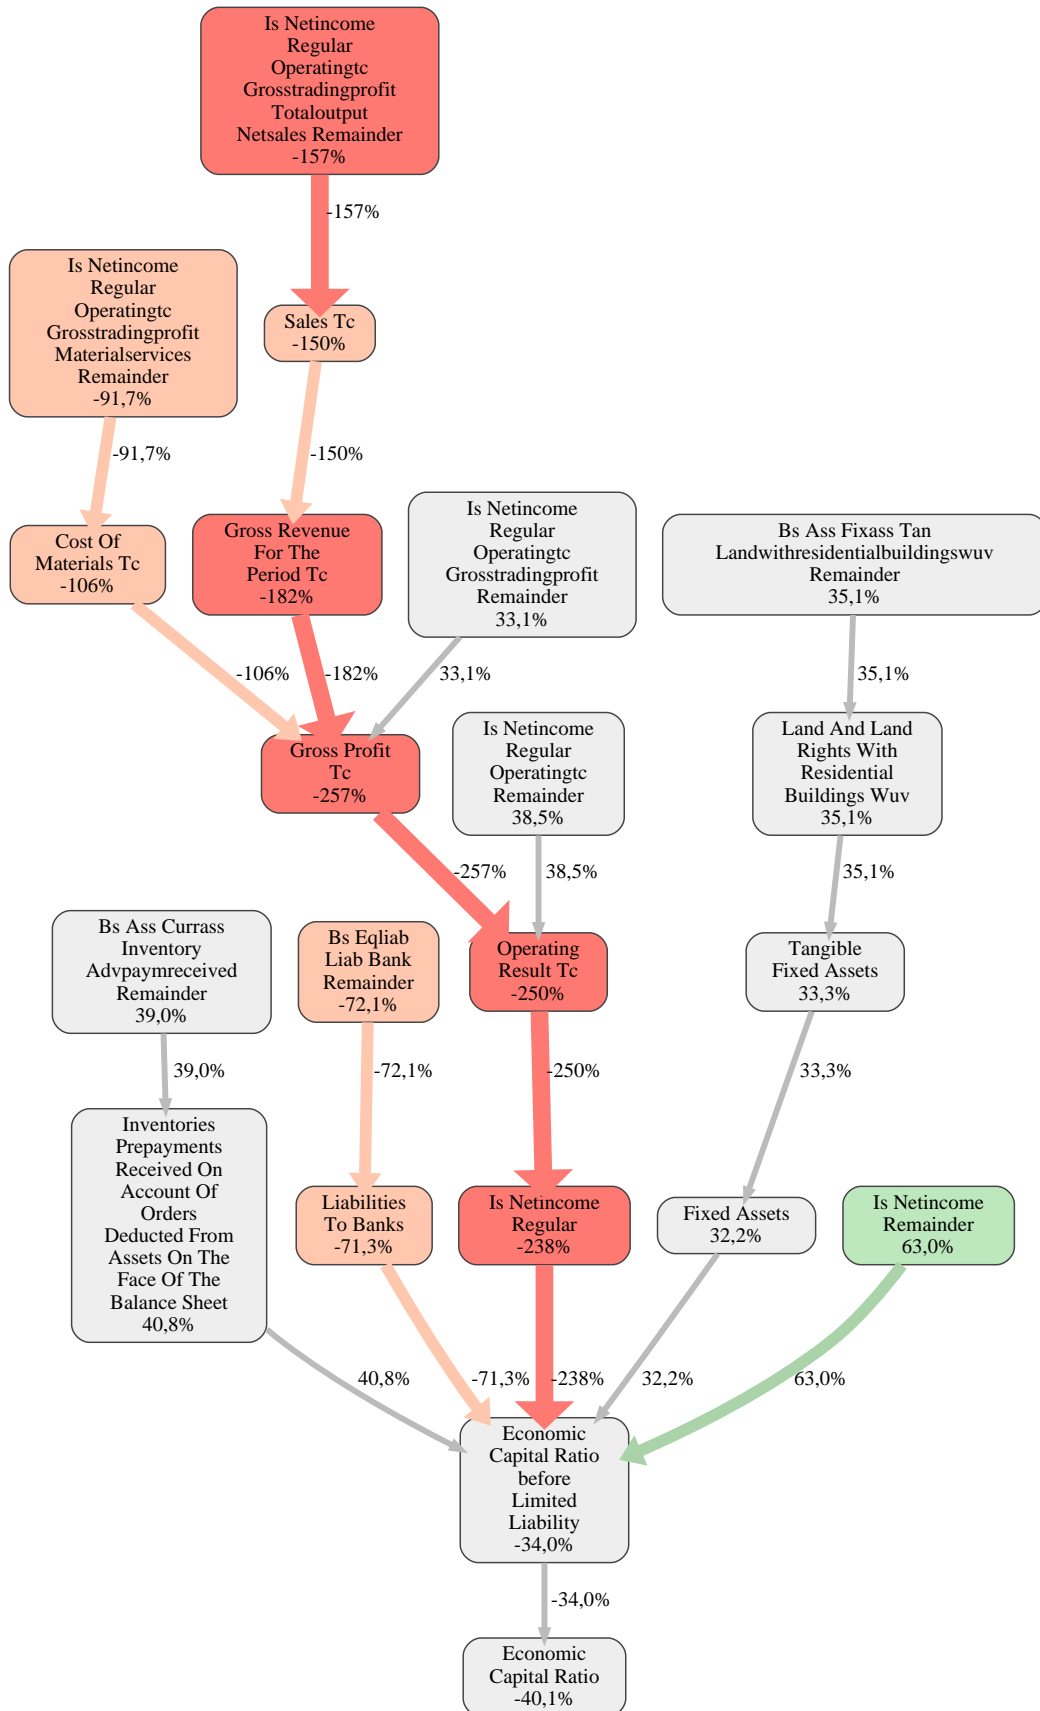 Is Netincome
Regular
Operatingtc
Grosstradingprofit
Totaloutput
Netsales Remainder
-157%
-157%
Is Netincome
Regular
Operatingtc
Grosstradingprofit
Materialservices
Remainder
-91,7%
Sales Tc
-150%
-91,7%
-150%
Cost Of
Materials Tc
-106%
Gross Revenue
For The
Period Tc
-182%
Is Netincome
Regular
Operatingtc
Grosstradingprofit
Remainder
33,1%
Bs Ass Fixass Tan
Landwithresidentialbuildingswuv
Remainder
35,1%
-106%
-182%
33,1%
35,1%
Gross Profit
Tc
-257%
Is Netincome
Regular
Operatingtc
Remainder
38,5%
Land And Land
Rights With
Residential
Buildings Wuv
35,1%
-257%
38,5%
35,1%
Bs Ass Currass
Inventory
Advpaymreceived
Remainder
39,0%
Bs Eqliab
Liab Bank
Remainder
-72,1%
Operating
Result Tc
-250%
Tangible
Fixed Assets
33,3%
39,0%
-72,1%
-250%
33,3%
Inventories
Prepayments
Received On
Account Of
Orders
Deducted From
Assets On The
Face Of The
Balance Sheet
40,8%
Liabilities
To Banks
-71,3%
Is Netincome
Regular
-238%
Fixed Assets
32,2%
Is Netincome
Remainder
63,0%
40,8%
-71,3%
-238%
32,2%
63,0%
Economic
Capital Ratio
before
Limited
Liability
-34,0%
-34,0%
Economic
Capital Ratio
-40,1%